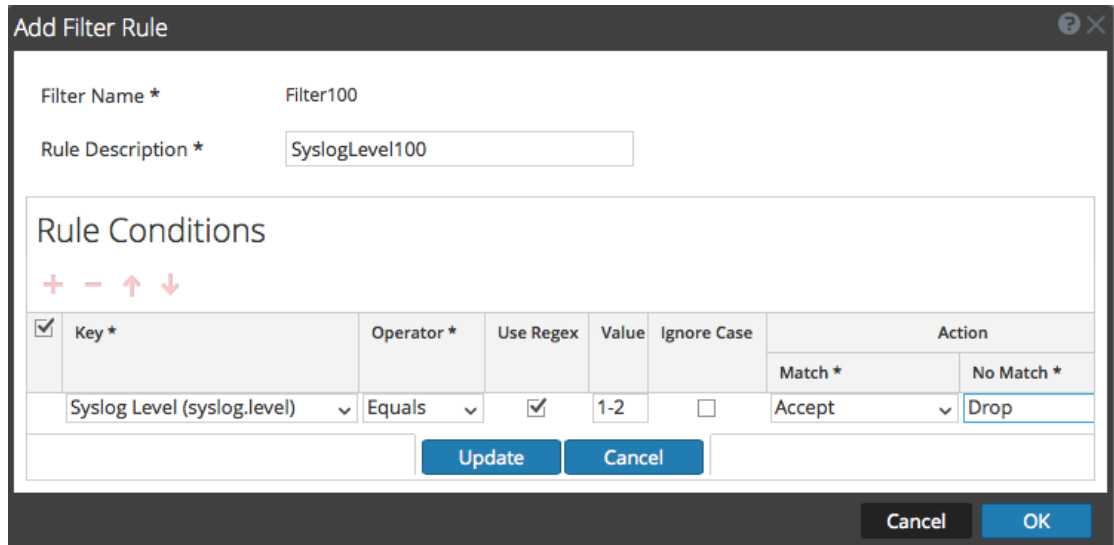 Add Filter Rule
Filter Name *
Filter100
Rule Description *
SyslogLevel100
Rule Conditions
Key * Operator * Use Regex Value Ignore Case Action
Match * No Match *
Syslog Level (syslog.level) Equals 1-2 Accept Drop
Update Cancel
Cancel OK